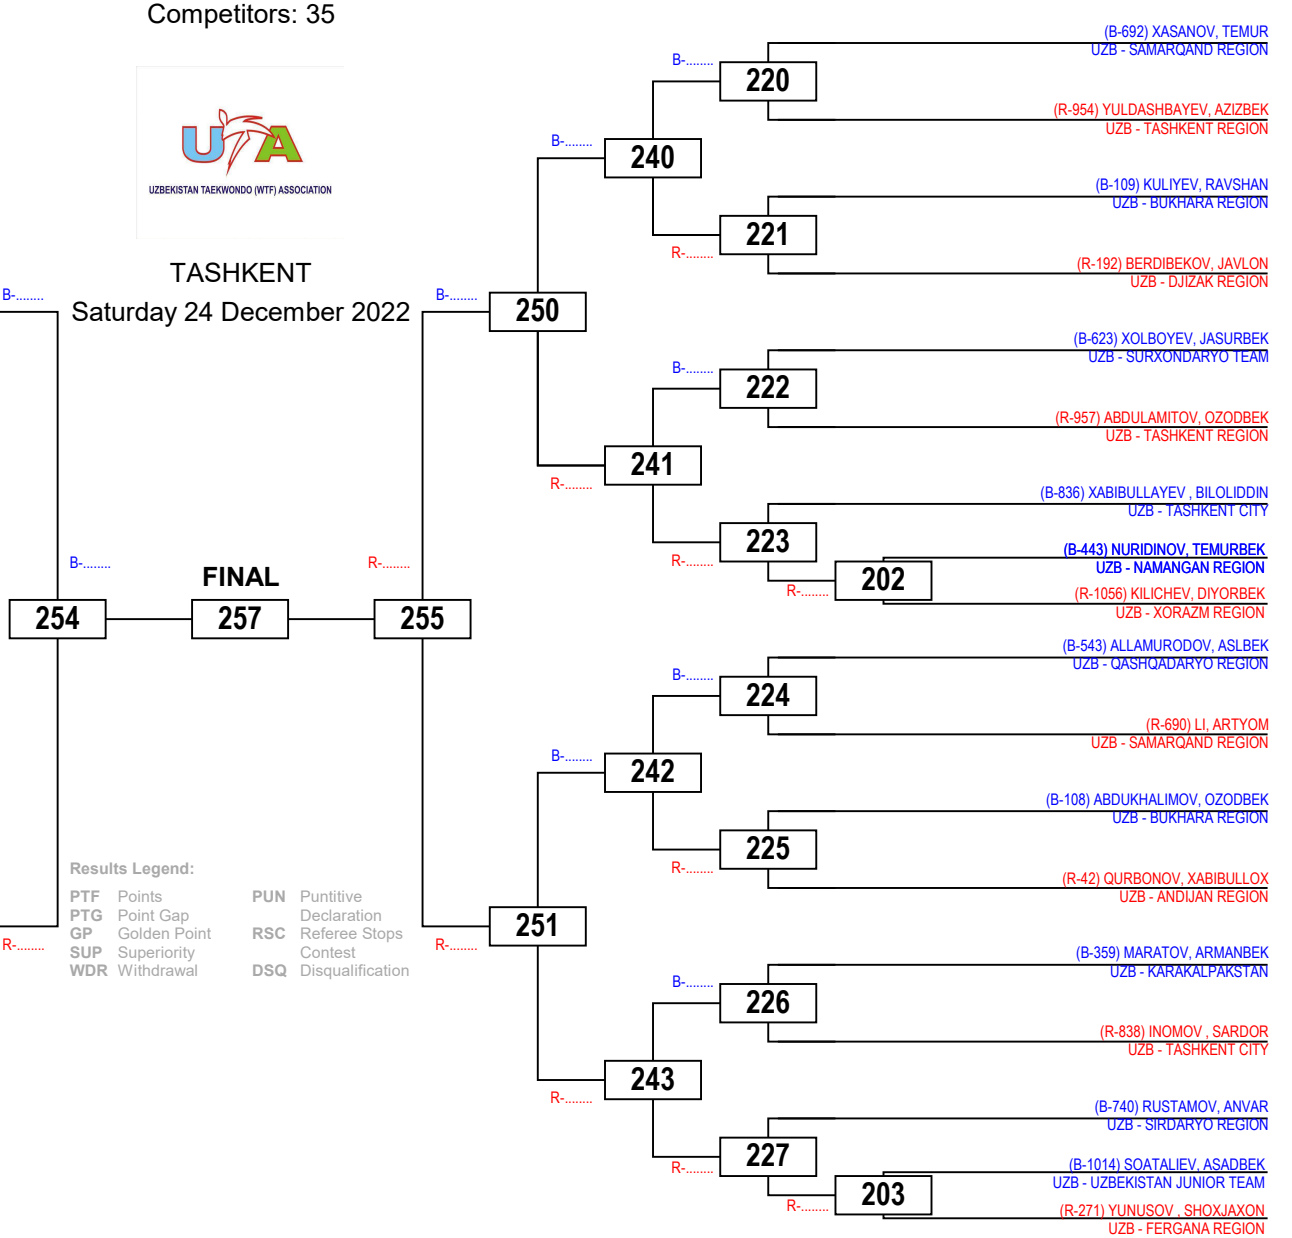 Competitors: 35
UTA
UZBEKISTAN TAEKWONDO (WTF) ASSOCIATION
TASHKENT
Saturday 24 December 2022
B-........
R-........
B-........
254
FINAL
257
R-........
255
B-........
R-........
250
251
B-........
R-........
B-........
R-........
240
241
242
243
B-........
220
(B-692) XASANOV, TEMUR
UZB - SAMARQAND REGION
(R-954) YULDASHBAYEV, AZIZBEK
UZB - TASHKENT REGION
R-........
221
(B-109) KULIYEV, RAVSHAN
UZB - BUKHARA REGION
(R-192) BERDIBEKOV, JAVLON
UZB - DJIZAK REGION
B-........
222
(B-623) XOLBOYEV, JASURBEK
UZB - SURXONDARYO TEAM
(R-957) ABDULAMITOV, OZODBEK
UZB - TASHKENT REGION
R-........
223
(B-836) XABIBULLAYEV , BILOLIDDIN
UZB - TASHKENT CITY
R-........
202
(B-443) NURIDINOV, TEMURBEK
UZB - NAMANGAN REGION
(R-1056) KILICHEV, DIYORBEK
UZB - XORAZM REGION
B-........
224
(B-543) ALLAMURODOV, ASLBEK
UZB - QASHQADARYO REGION
(R-690) LI, ARTYOM
UZB - SAMARQAND REGION
R-........
225
(B-108) ABDUKHALIMOV, OZODBEK
UZB - BUKHARA REGION
(R-42) QURBONOV, XABIBULLOX
UZB - ANDIJAN REGION
B-........
226
(B-359) MARATOV, ARMANBEK
UZB - KARAKALPAKSTAN
(R-838) INOMOV , SARDOR
UZB - TASHKENT CITY
R-........
227
(B-740) RUSTAMOV, ANVAR
UZB - SIRDARYO REGION
R-........
203
(B-1014) SOATALIEV, ASADBEK
UZB - UZBEKISTAN JUNIOR TEAM
(R-271) YUNUSOV , SHOXJAXON
UZB - FERGANA REGION
Results Legend:
PTF Points
PTG Point Gap
GP Golden Point
SUP Superiority
WDR Withdrawal
PUN Puntitive
Declaration
RSC Referee Stops
Contest
DSQ Disqualification